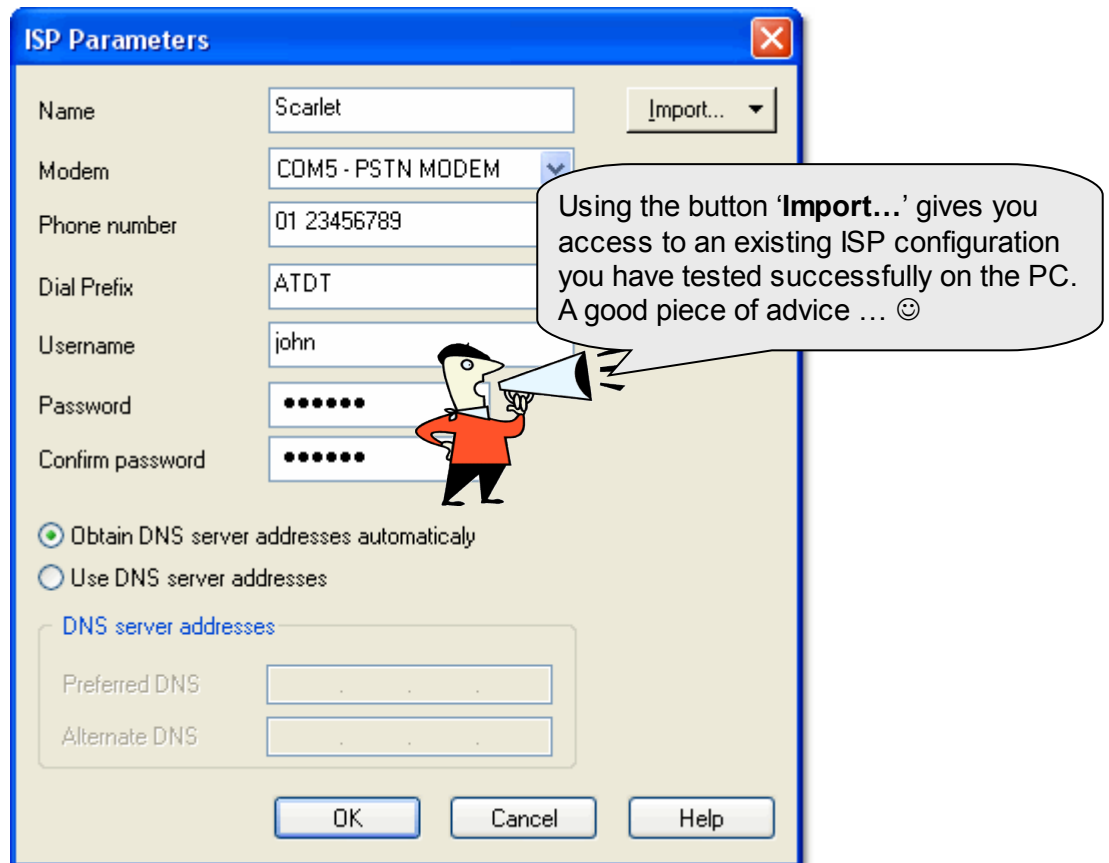 ISP Parameters
Name
Scarlet
Import...
Modem
COM5 - PSTN MODEM
Phone number
01 23456789
Using the button ‘Import…’ gives you
access to an existing ISP configuration
you have tested successfully on the PC.
A good piece of advice … ☺
Dial Prefix
ATDT
Username
john
Password
●●●●●●
Confirm password
●●●●●●
Obtain DNS server addresses automaticaly
Use DNS server addresses
DNS server addresses
Preferred DNS
. . .
Alternate DNS
. . .
OK Cancel Help